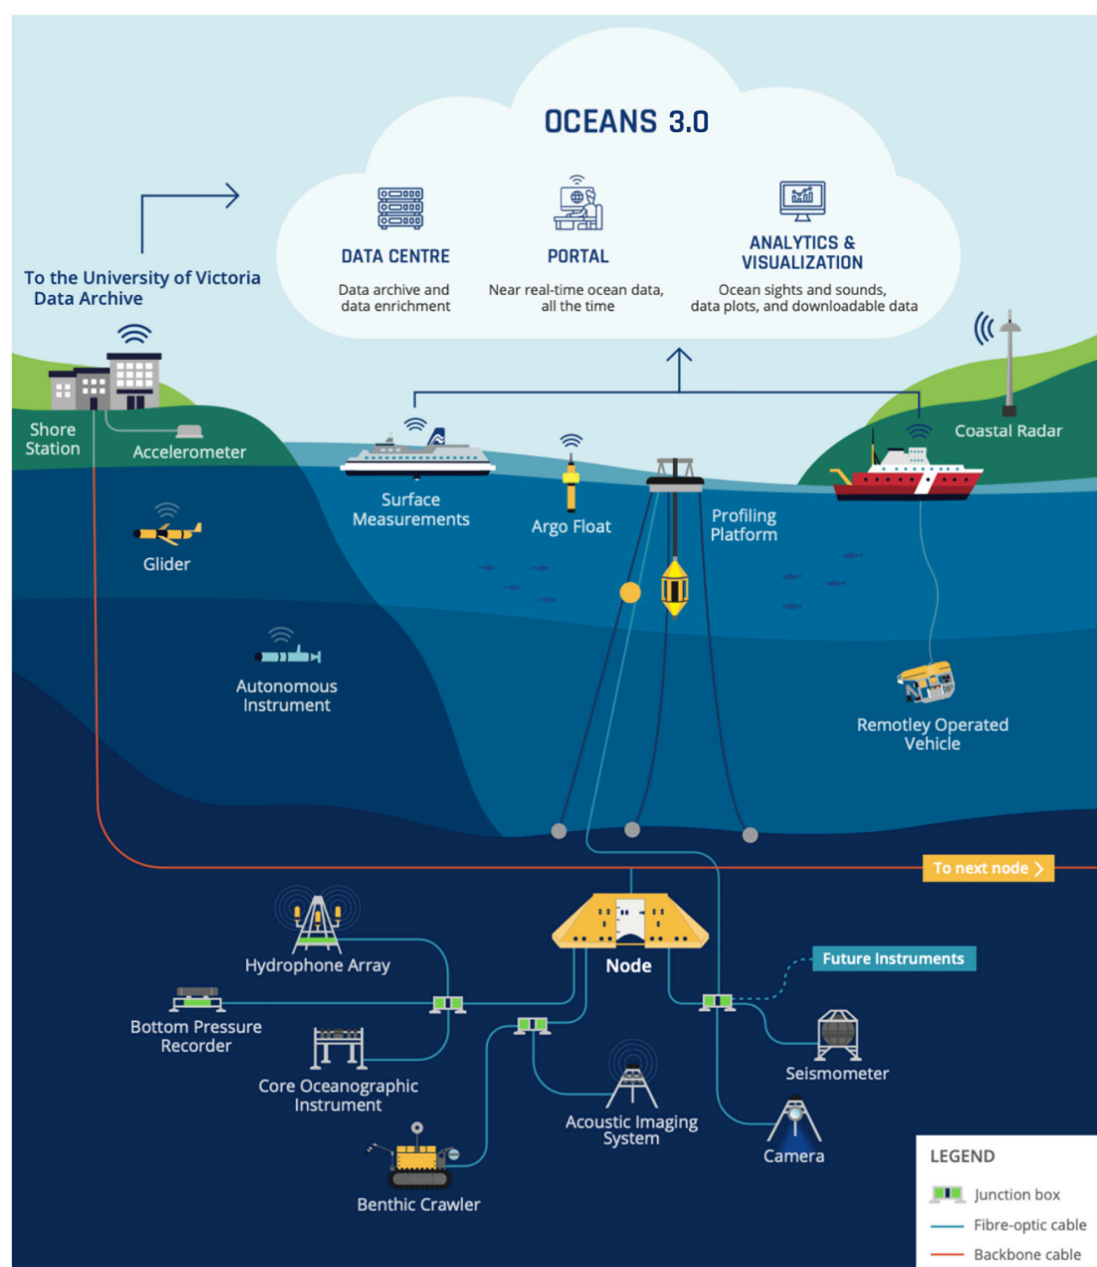 OCEANS 3.0
DATA CENTRE
Data archive and
data enrichment
PORTAL
Near real-time ocean data,
all the time
ANALYTICS &
VISUALIZATION
Ocean sights and sounds,
data plots, and downloadable data
To the University of Victoria
Data Archive
Shore
Station
Accelerometer
Surface
Measurements
Argo Float
Profiling
Platform
Coastal Radar
Glider
Autonomous
Instrument
Remotley Operated
Vehicle
To next node
Hydrophone Array
Node
Future Instruments
Bottom Pressure
Recorder
Core Oceanographic
Instrument
Seismometer
Acoustic Imaging
System
Camera
Benthic Crawler
LEGEND
Junction box
Fibre-optic cable
Backbone cable